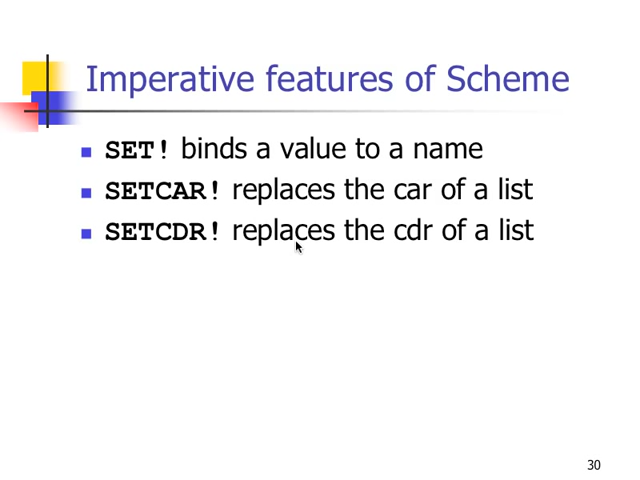 Imperative features of Scheme
SET! binds a value to a name
SETCAR! replaces the car of a list
SETCDR! replaces the cdr of a list
30